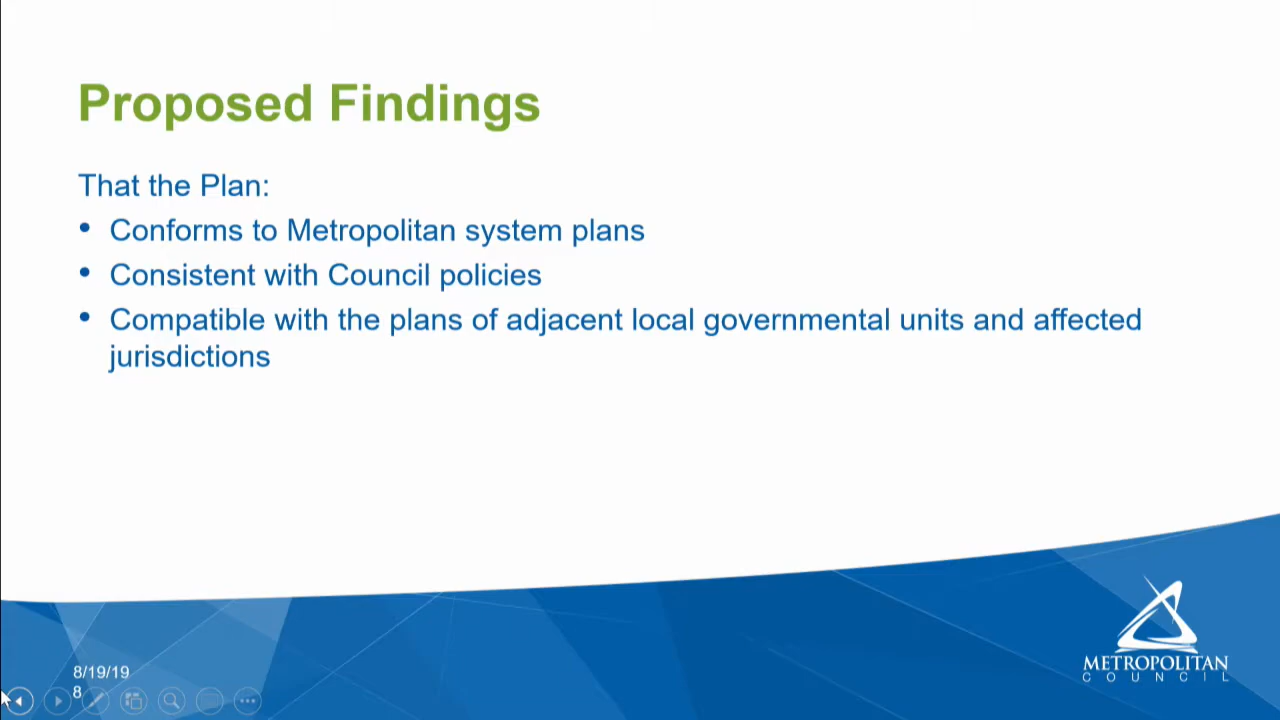 Proposed Findings
That the Plan:
• Conforms to Metropolitan system plans
• Consistent with Council policies
• Compatible with the plans of adjacent local governmental units and affected
jurisdictions
8/19/19
8
METROPOLITAN
COUNCIL